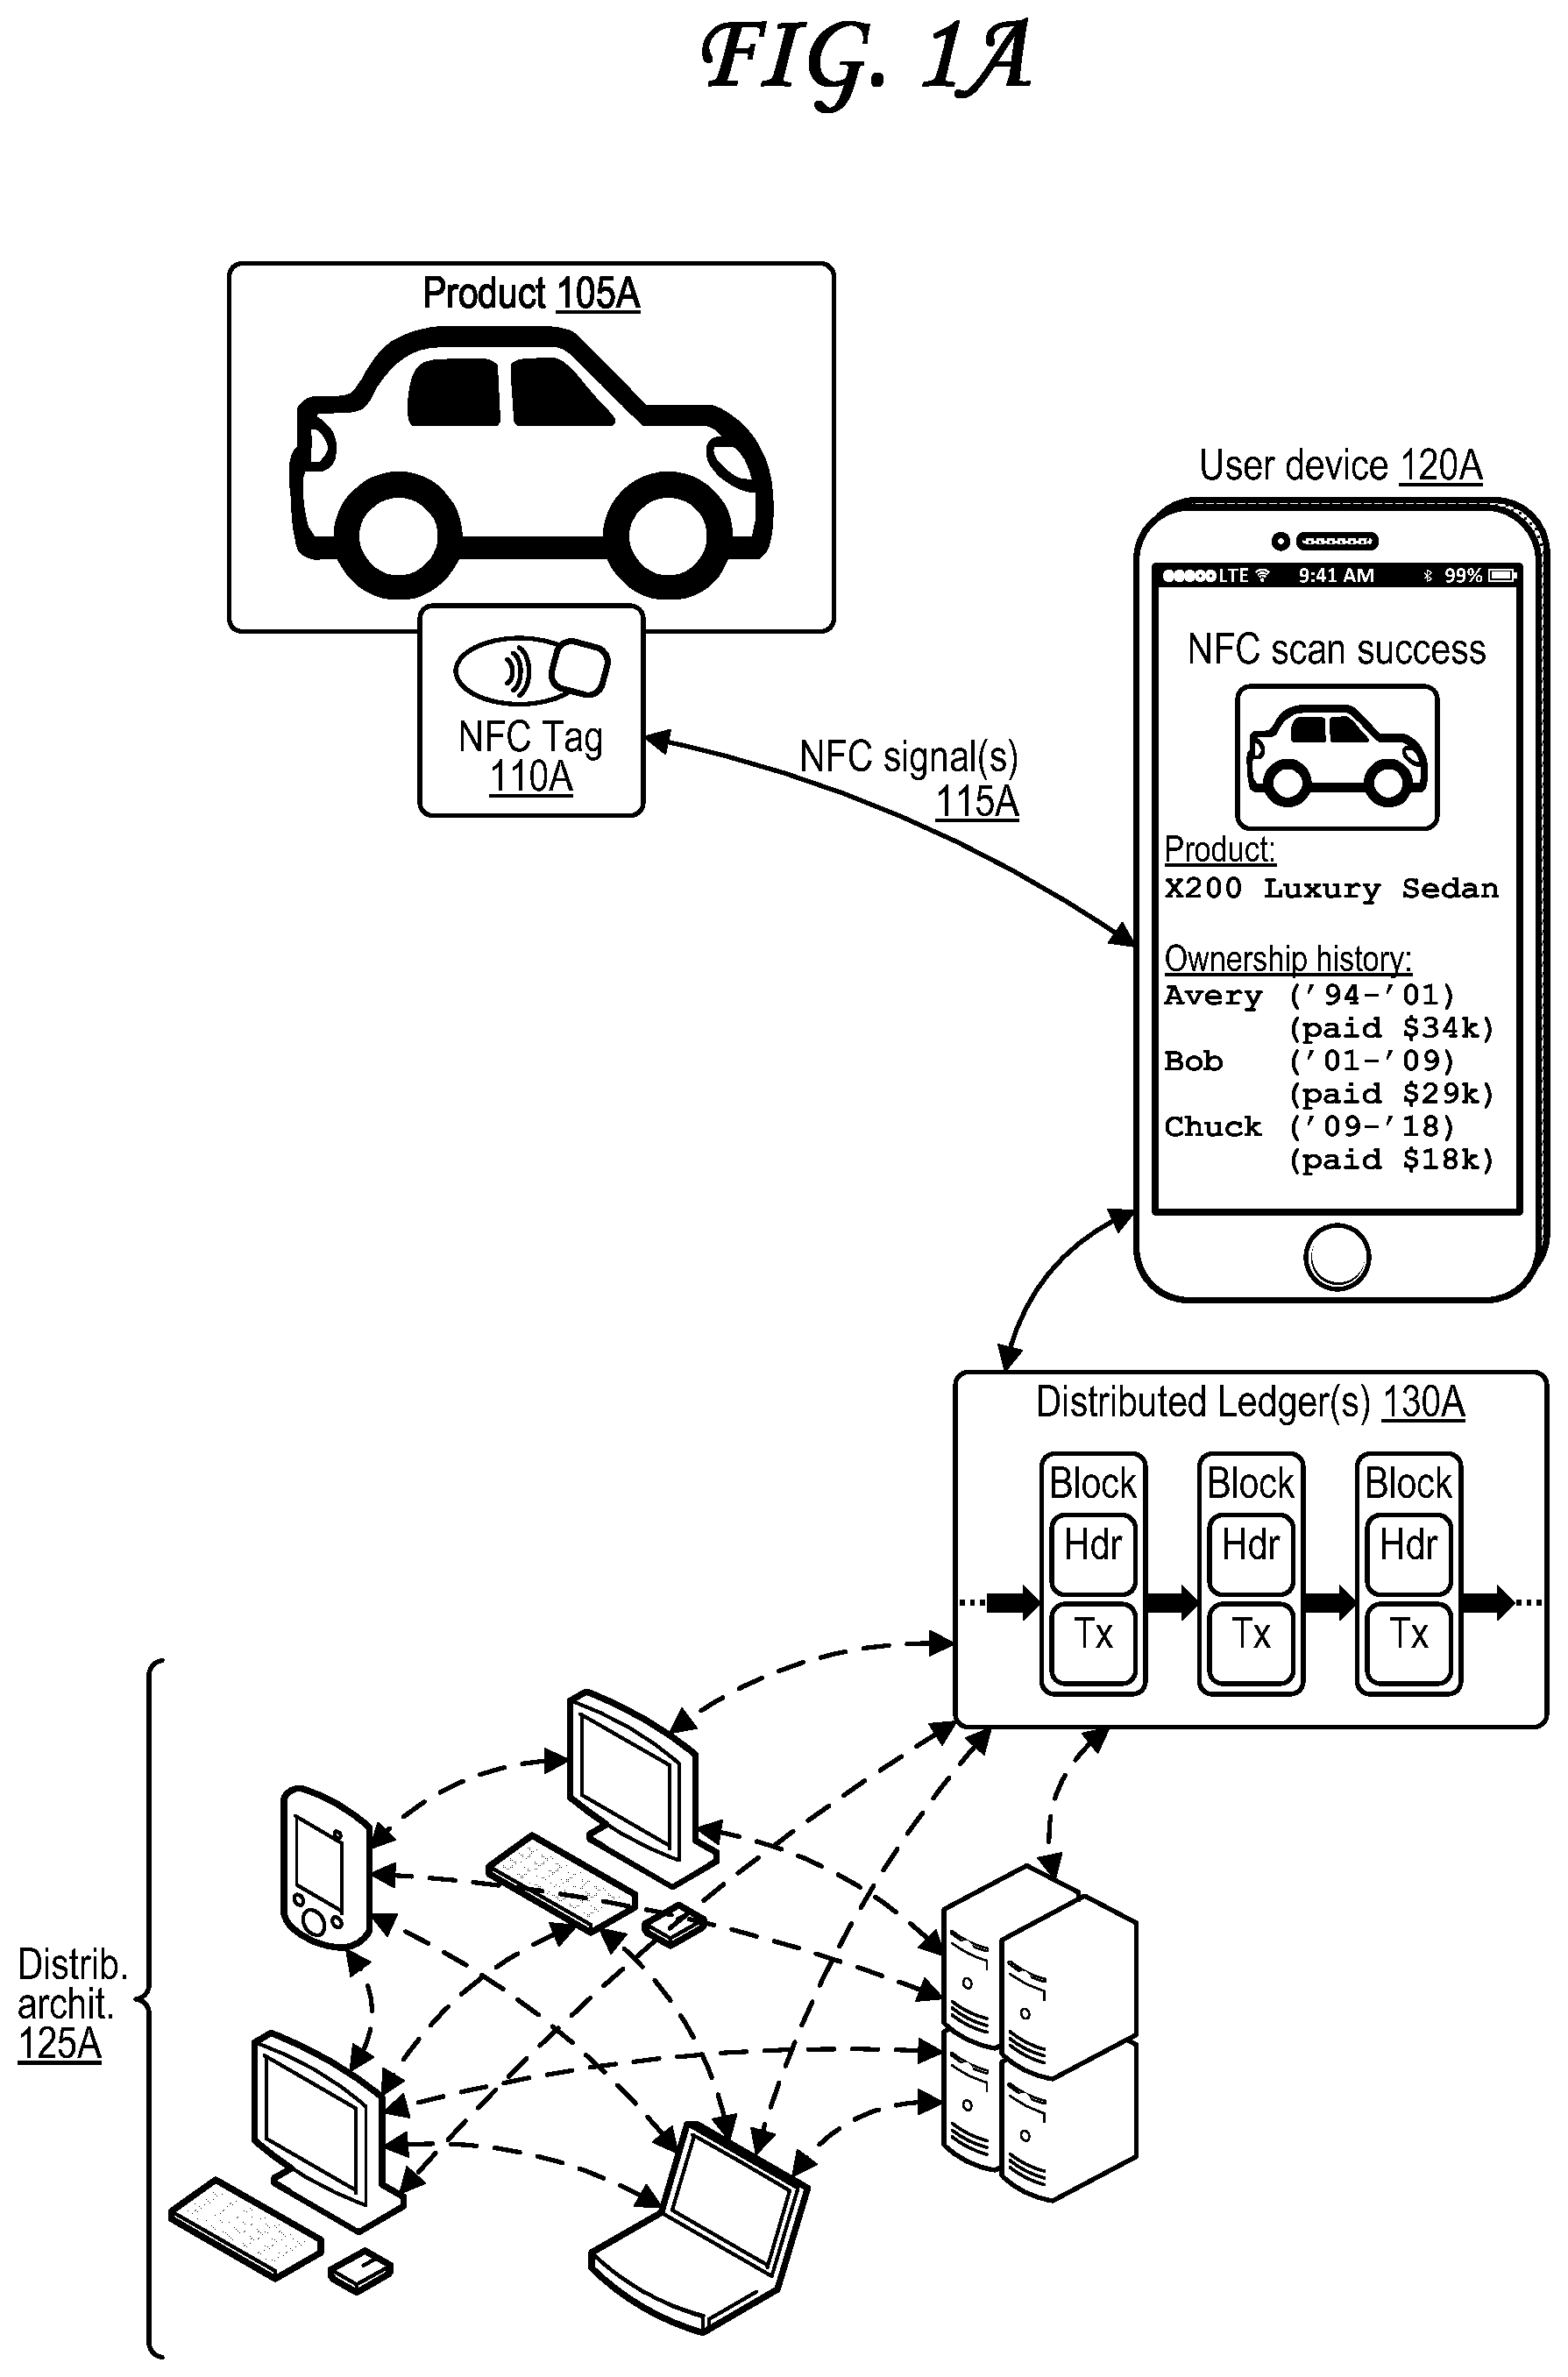 FIG. 1A
Product 105A
User device 120A
LTE 9:41 AM 99%
NFC scan success
NFC Tag
110A
NFC signal(s)
115A
Product:
X200 Luxury Sedan
Ownership history:
Avery ('94-'01)
(paid $34k)
Bob ('01-'09)
(paid $29k)
Chuck ('09-'18)
(paid $18k)
Distributed Ledger(s) 130A
Block Block Block
Hdr Hdr Hdr
Tx Tx Tx
Distrib.
archit.
125A